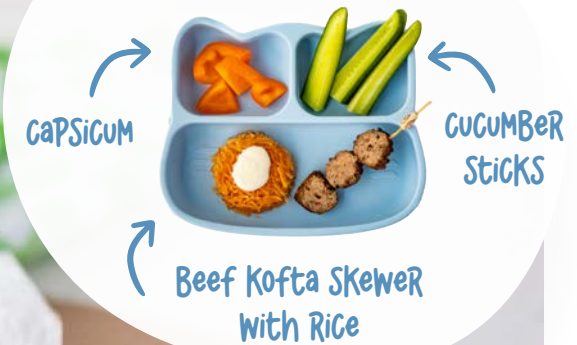 CAPSICUM
CUCUMBER
STICKS
Beef Kofta Skewer
with Rice